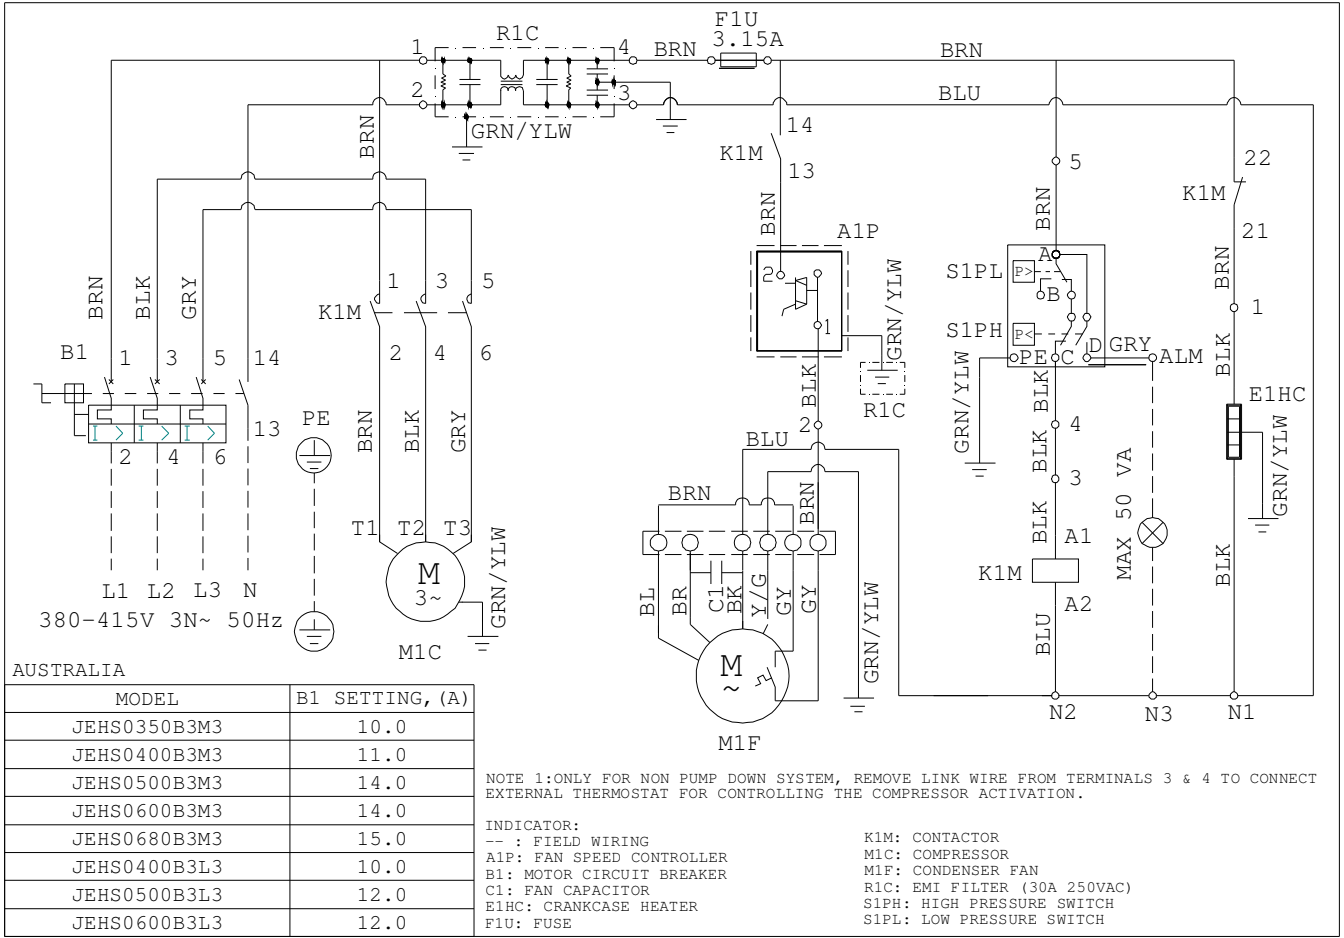 F1U
R1C
3.15A
1
4
BRN
BRN
2
3
BLU
GRN/YLW
BRN
14
K1M
13
5
22
K1M
21
BRN
BRN
BRN
A1P
2
1
GRN/YLW
R1C
A
S1PL
P>
B
S1PH
P<
PE
C
D
GRY
ALM
GRN/YLW
1
BRN
BLK
GRY
1
3
5
K1M
2
4
6
B1
1
3
5
14
I >
I >
I >
13
2
4
6
PE
BRN
BLK
GRY
BLK
2
BLU
BLK
4
BLK
3
BLK
E1HC
GRN/YLW
BRN
BRN
MAX 50 VA
T1
T2
T3
M
3~
GRN/YLW
M1C
L1
L2
L3
N
380-415V 3N~ 50Hz
BL
BR
C1
BK
Y/G
GY
GY
GRN/YLW
M
~
M1F
BLK
A1
K1M
A2
BLU
BLK
N2
N3
N1
AUSTRALIA
MODEL B1 SETTING,(A)
JEHS0350B3M3 10.0
JEHS0400B3M3 11.0
JEHS0500B3M3 14.0
JEHS0600B3M3 14.0
JEHS0680B3M3 15.0
JEHS0400B3L3 10.0
JEHS0500B3L3 12.0
JEHS0600B3L3 12.0
NOTE 1:ONLY FOR NON PUMP DOWN SYSTEM, REMOVE LINK WIRE FROM TERMINALS 3 & 4 TO CONNECT
EXTERNAL THERMOSTAT FOR CONTROLLING THE COMPRESSOR ACTIVATION.
INDICATOR:
-- : FIELD WIRING
A1P: FAN SPEED CONTROLLER
B1: MOTOR CIRCUIT BREAKER
C1: FAN CAPACITOR
E1HC: CRANKCASE HEATER
F1U: FUSE
K1M: CONTACTOR
M1C: COMPRESSOR
M1F: CONDENSER FAN
R1C: EMI FILTER (30A 250VAC)
S1PH: HIGH PRESSURE SWITCH
S1PL: LOW PRESSURE SWITCH